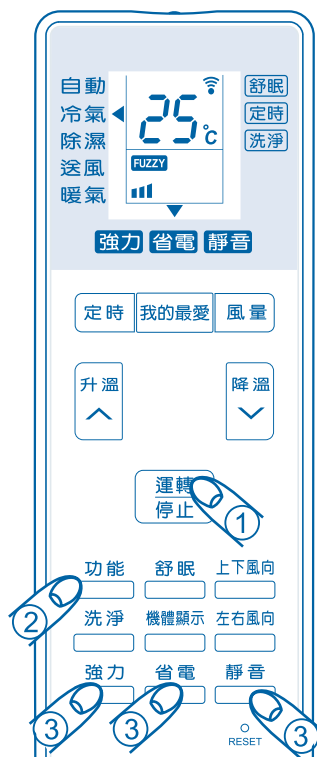 自動
舒眠
冷氣
25℃
定時
除濕
洗淨
送風
FUZZY
暖氣
強力 省電 靜音
定時 我的最愛 風量
升溫 降溫
運轉
停止
①
功能 舒眠 上下風向
②
洗淨 機體顯示 左右風向
強力 省電 靜音
③ ③ ③
RESET